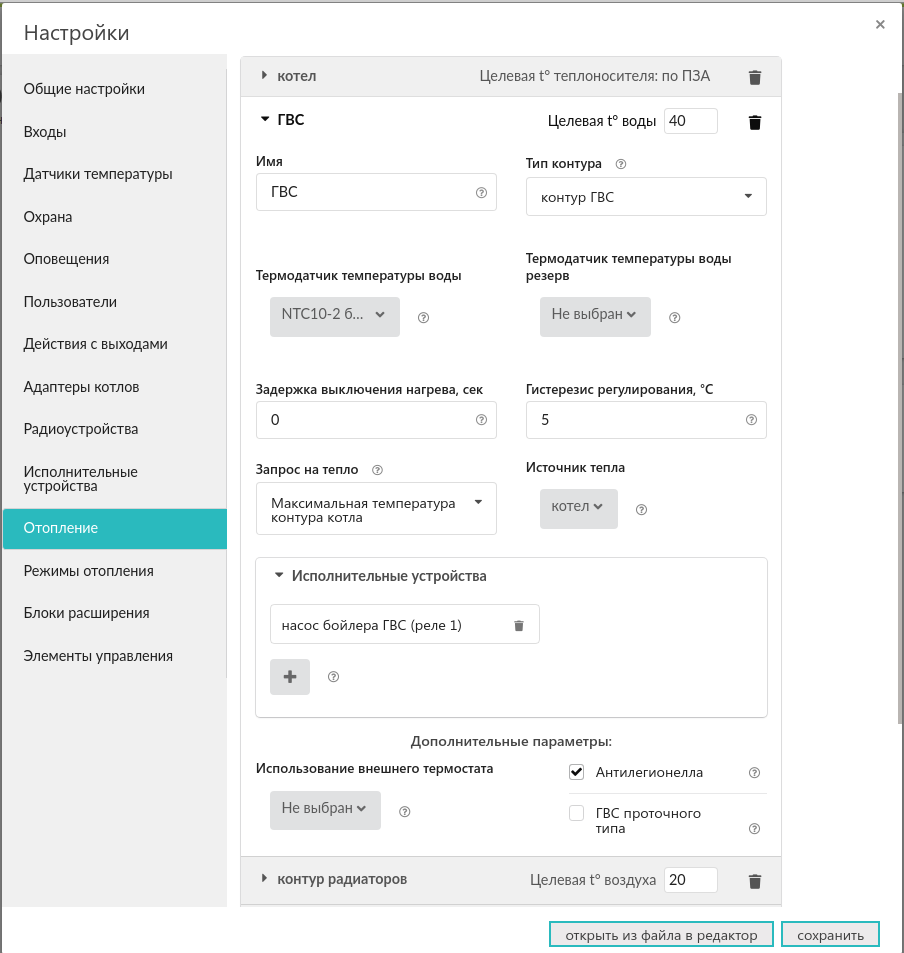 Настройки
×
Общие настройки
Входы
Датчики температуры
Охрана
Оповещения
Пользователи
Действия с выходами
Адаптеры котлов
Радиоустройства
Исполнительные
устройства
Отопление
Режимы отопления
Блоки расширения
Элементы управления
котел Целевая t° теплоносителя: по ПЗА
ГВС Целевая t° воды 40
Имя
ГВС
Тип контура
контур ГВС
Термодатчик температуры воды
NTC10-2 б...
Термодатчик температуры воды
резерв
Не выбран
Задержка выключения нагрева, сек
0
Гистерезис регулирования, °C
5
Запрос на тепло
Максимальная температура
контура котла
Источник тепла
котел
Исполнительные устройства
насос бойлера ГВС (реле 1)
+
Дополнительные параметры:
Использование внешнего термостата
Не выбран
Антилегионелла
ГВС проточного
типа
контур радиаторов Целевая t° воздуха 20
открыть из файла в редактор
сохранить